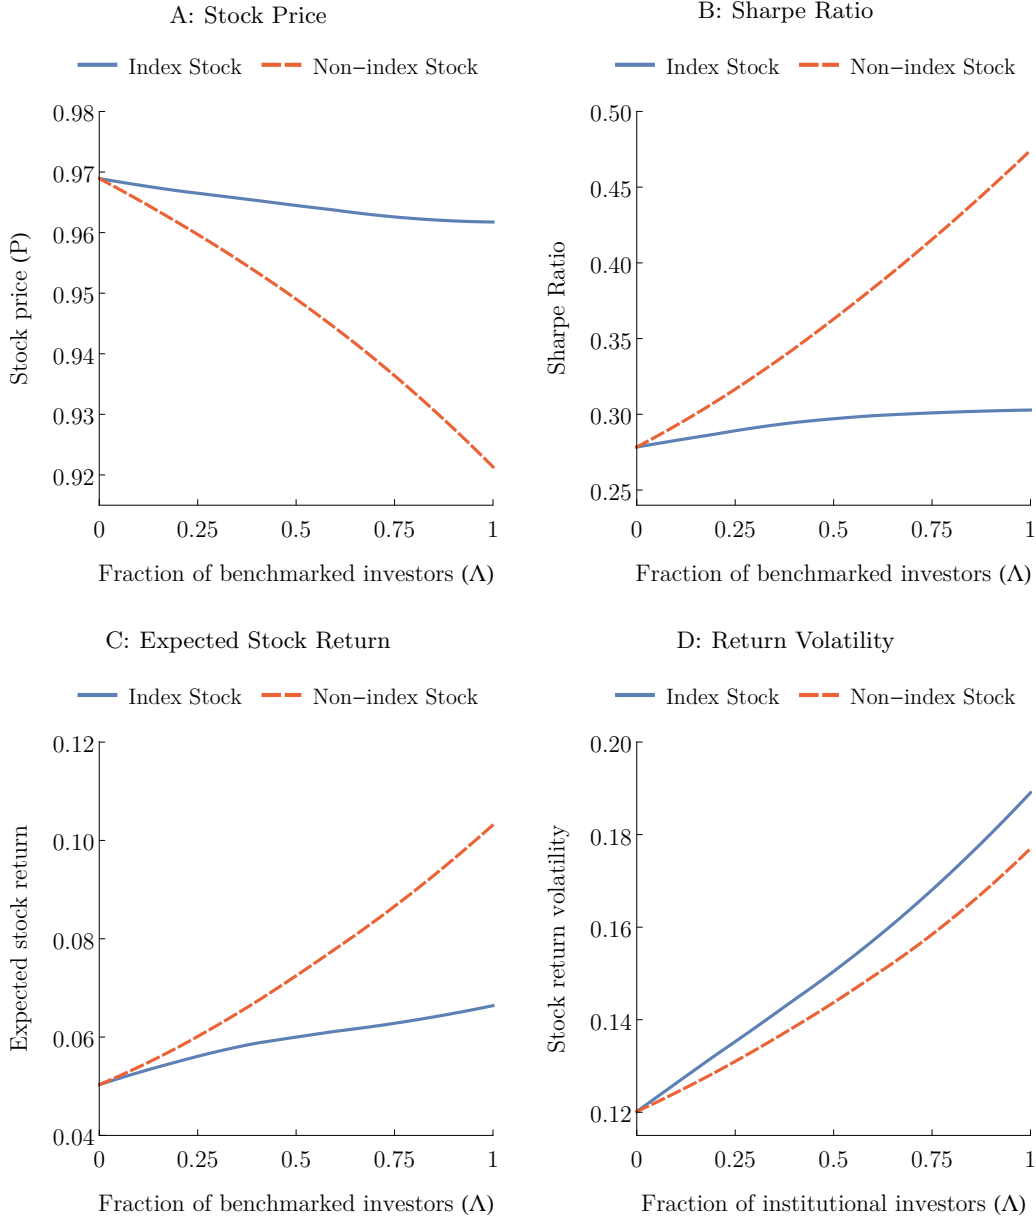 A: Stock Price
Index Stock Non-index Stock
0.98
0.97
0.96
0.95
0.94
0.93
0.92
Stock price (P)
0 0.25 0.5 0.75 1
Fraction of benchmarked investors (Λ)
B: Sharpe Ratio
Index Stock Non-index Stock
0.50
0.45
0.40
0.35
0.30
0.25
Sharpe Ratio
0 0.25 0.5 0.75 1
Fraction of benchmarked investors (Λ)
C: Expected Stock Return
Index Stock Non-index Stock
0.12
0.10
0.08
0.06
0.04
Expected stock return
0 0.25 0.5 0.75 1
Fraction of benchmarked investors (Λ)
D: Return Volatility
Index Stock Non-index Stock
0.20
0.18
0.16
0.14
0.12
Stock return volatility
0 0.25 0.5 0.75 1
Fraction of institutional investors (Λ)